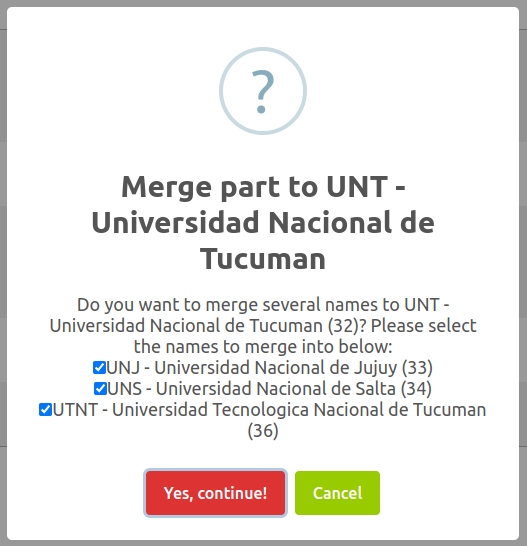 ?
Merge part to UNT -
Universidad Nacional de
Tucuman
Do you want to merge several names to UNT -
Universidad Nacional de Tucuman (32)? Please select
the names to merge into below:
UNJ - Universidad Nacional de Jujuy (33)
UNS - Universidad Nacional de Salta (34)
UTNT - Universidad Tecnologica Nacional de Tucuman
(36)
Yes, continue! Cancel